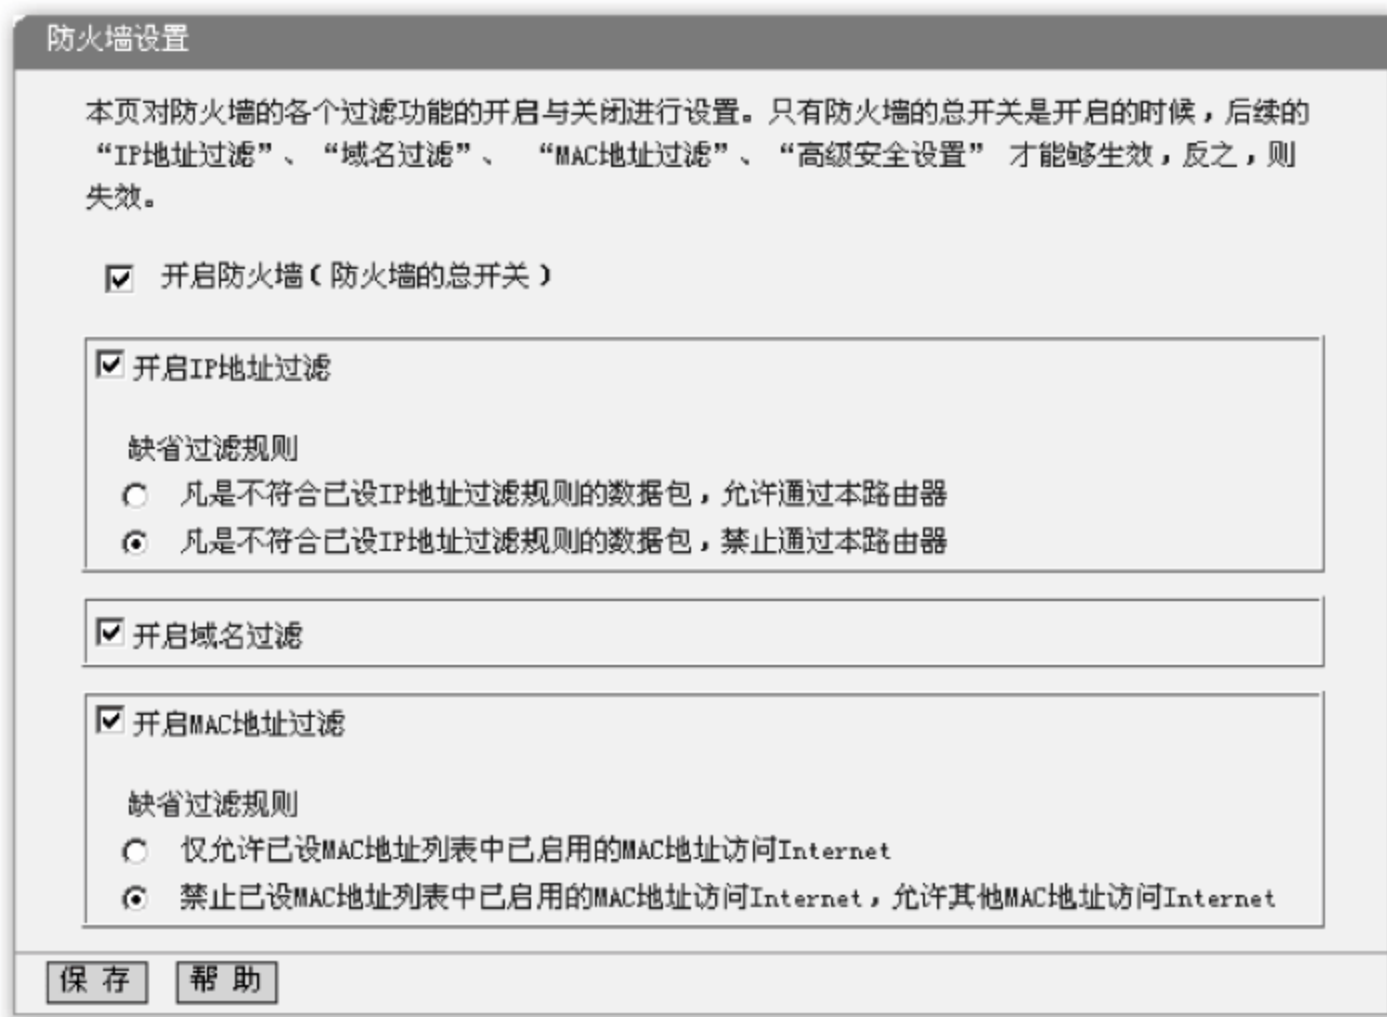 防火墙设置
本页对防火墙的各个过滤功能的开启与关闭进行设置。只有防火墙的总开关是开启的时候，后续的
“IP地址过滤”、“域名过滤”、“MAC地址过滤”、“高级安全设置” 才能够生效，反之，则
失效。
开启防火墙（防火墙的总开关）
开启IP地址过滤
缺省过滤规则
凡是不符合已设IP地址过滤规则的数据包，允许通过本路由器
凡是不符合已设IP地址过滤规则的数据包，禁止通过本路由器
开启域名过滤
开启MAC地址过滤
缺省过滤规则
仅允许已设MAC地址列表中已启用的MAC地址访问Internet
禁止已设MAC地址列表中已启用的MAC地址访问Internet，允许其他MAC地址访问Internet
保 存 帮 助